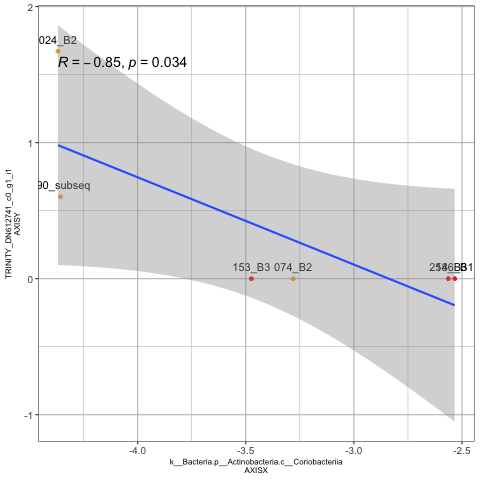 2
024_B2
R = −0.85, p = 0.034
1
90_subseq
153_B3 074_B2
0
-1
-4.0 -3.5 -3.0 -2.5
k__Bacteria.p__Actinobacteria.c__Coriobacteriia
AXISX
TRINITY_DN612741_c0_g1_i1
AXISY